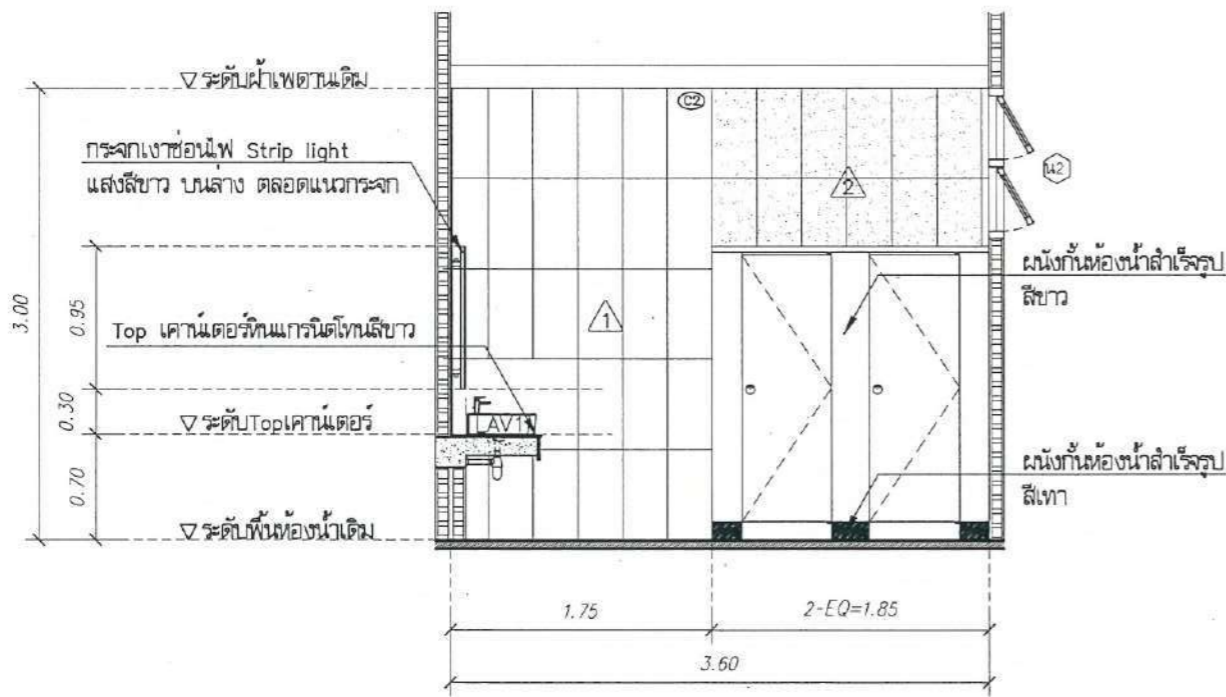 ▽ ระดับฝ้าเพดานเดิม
C2
กระจกเงาซ่อนไฟ Strip light
แสงสีขาว บนล่าง ตลอดแนวกระจก
2
น2
3.00
0.95
ผนังกั้นห้องน้ำสำเร็จรูป
สีขาว
1
Top เคาน์เตอร์หินแกรนิตโทนสีขาว
0.30
▽ ระดับTopเคาน์เตอร์
LAV11
0.70
ผนังกั้นห้องน้ำสำเร็จรูป
สีเทา
▽ ระดับพื้นห้องน้ำเดิม
1.75
2-EQ=1.85
3.60